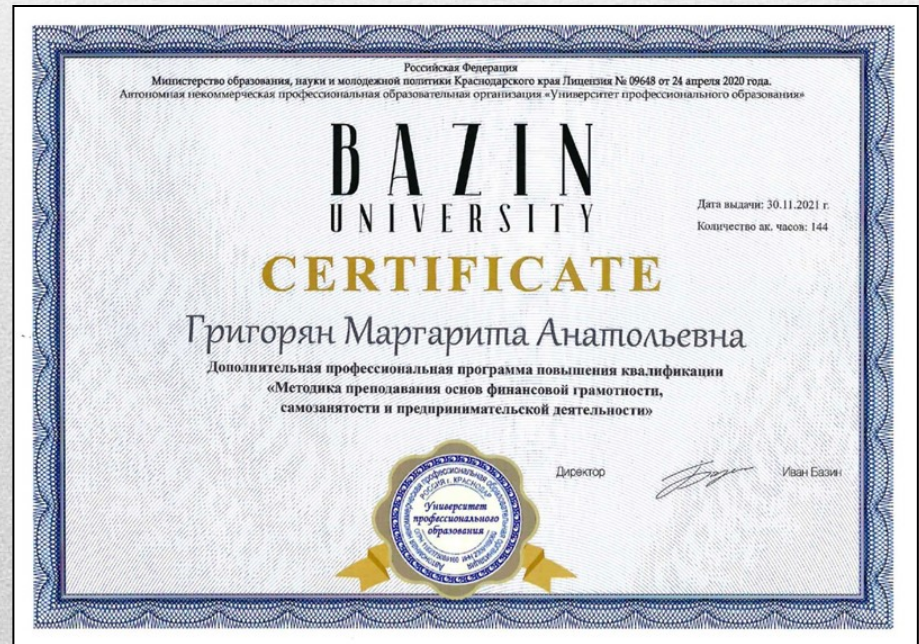 Российская Федерация
Министерство образования, науки и молодежной политики Краснодарского края Лицензия № 09648 от 24 апреля 2020 года.
Автономная некоммерческая профессиональная образовательная организация «Университет профессионального образования»
BAZIN
UNIVERSITY
Дата выдачи: 30.11.2021 г.
Количество ак. часов: 144
CERTIFICATE
Григорян Маргарита Анатольевна
Дополнительная профессиональная программа повышения квалификации
«Методика преподавания основ финансовой грамотности,
самозанятости и предпринимательской деятельности»
Директор
Иван Базин
РОССИЯ г. КРАСНОДАР
Университет
профессионального
образования